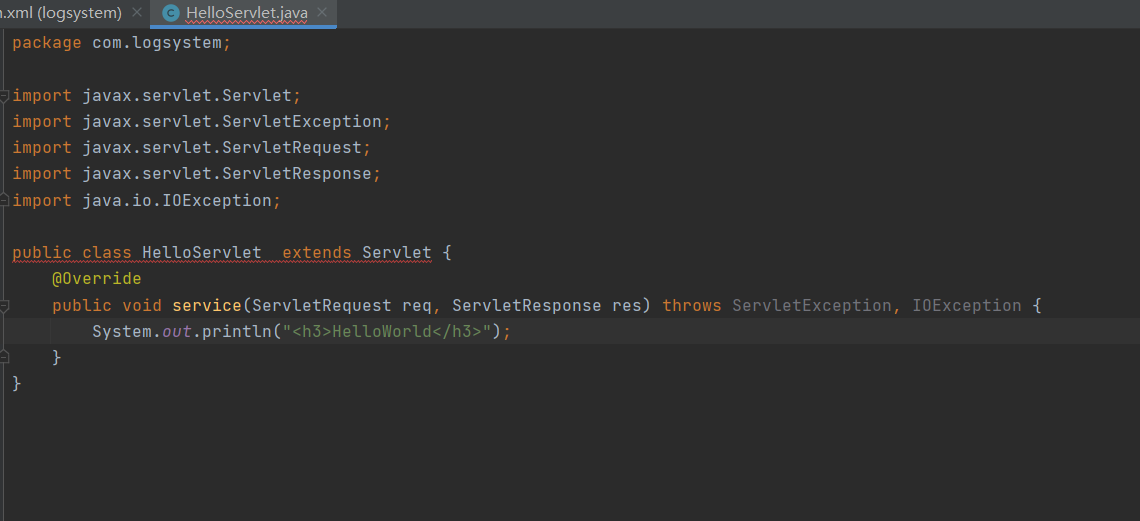 n.xml (logsystem) HelloServlet.java
package com.logsystem;
import javax.servlet.Servlet;
import javax.servlet.ServletException;
import javax.servlet.ServletRequest;
import javax.servlet.ServletResponse;
import java.io.IOException;
public class HelloServlet  extends Servlet {
    @Override
    public void service(ServletRequest req, ServletResponse res) throws ServletException, IOException {
        System.out.println("<h3>HelloWorld</h3>");
    }
}